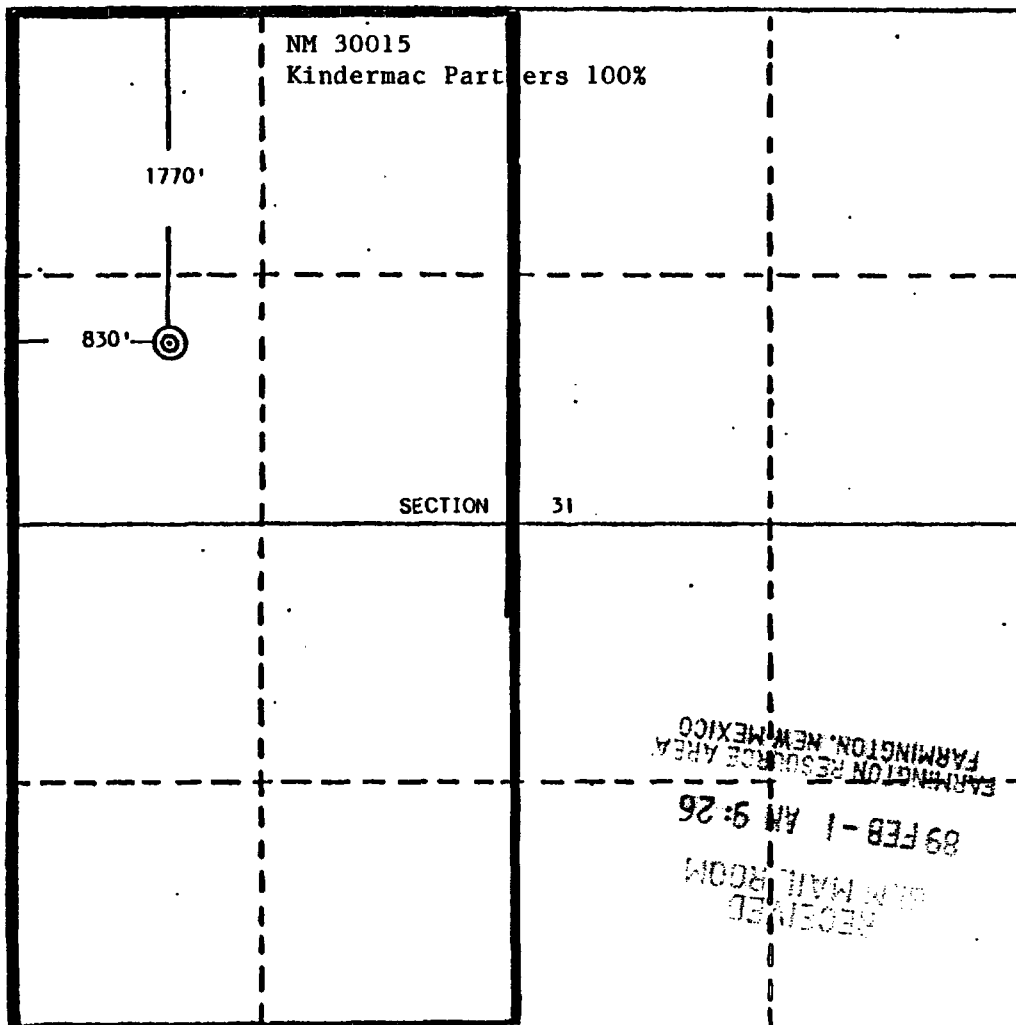 NM 30015
Kindermac Partners 100%
1770'
830'
SECTION 31
RECEIVED
BLM MAIL ROOM
89 FEB -1 AM 9:26
FARMINGTON RESOURCE AREA
FARMINGTON, NEW MEXICO